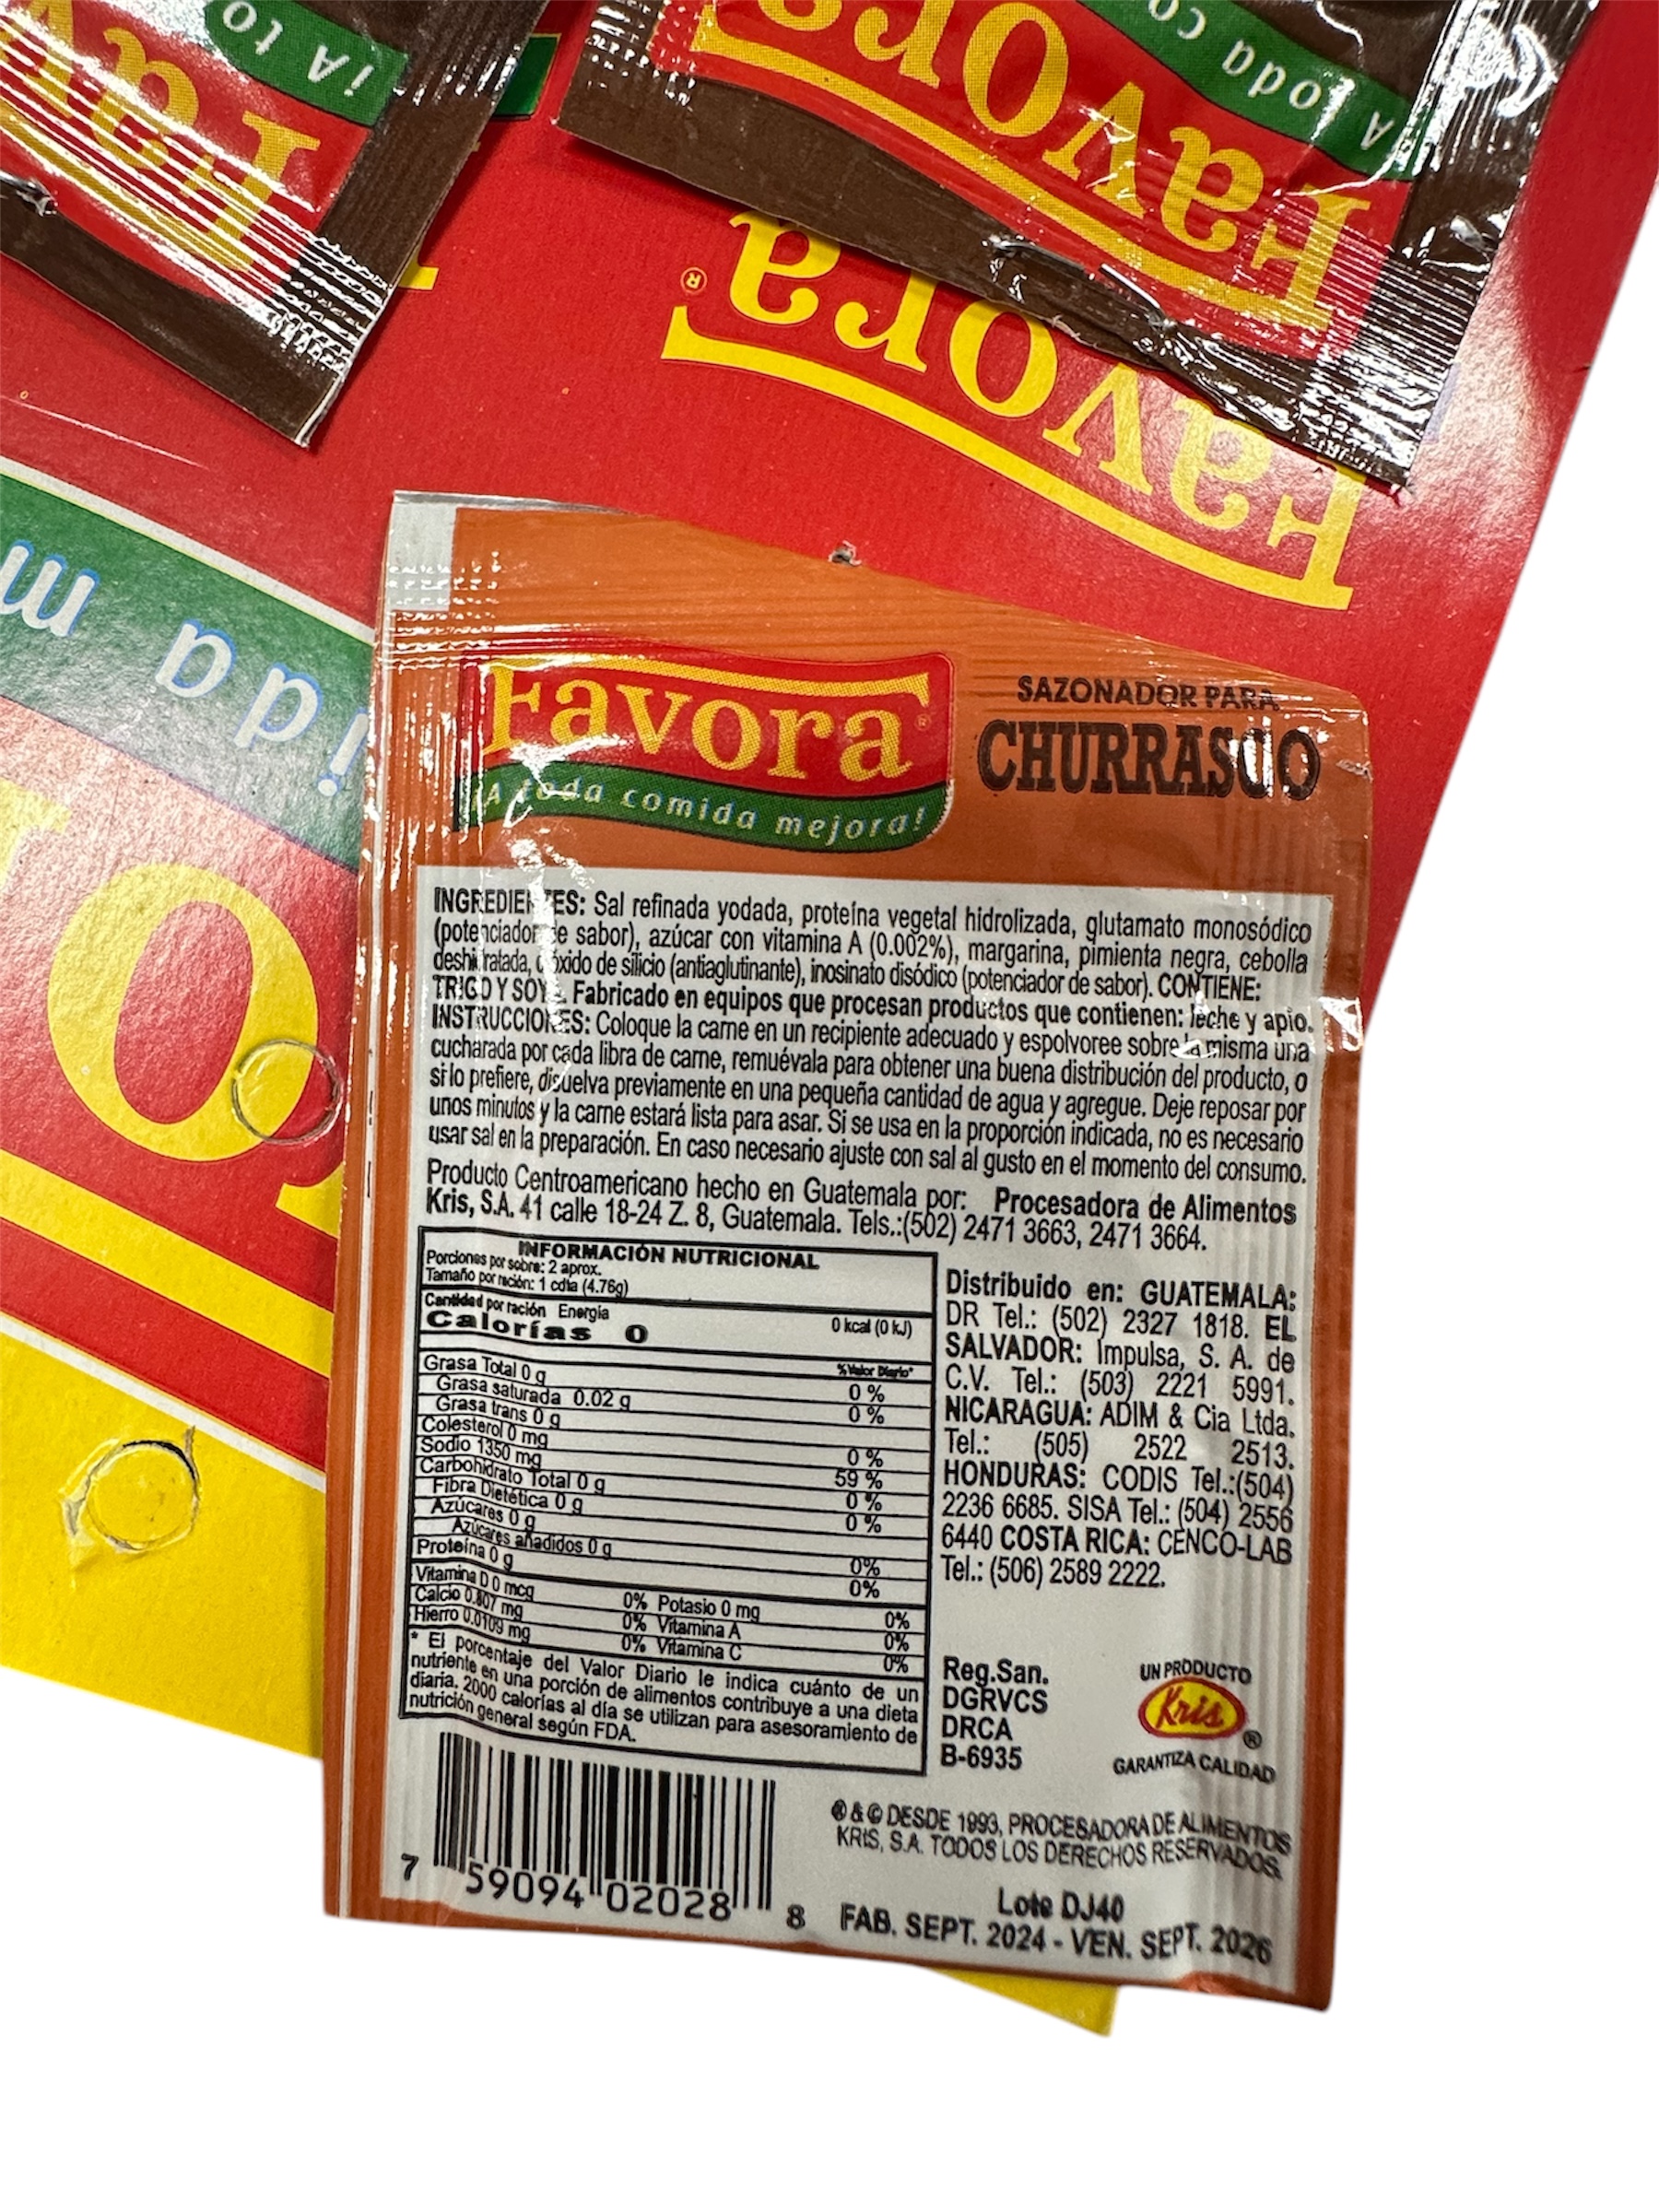 ¡A to
Fav
A toda co
Favora
Favora®
ida m
Favora®
¡A toda comida mejora!
SAZONADOR PARA
CHURRASCO
INGREDIENTES: Sal refinada yodada, proteína vegetal hidrolizada, glutamato monosódico
(potenciador de sabor), azúcar con vitamina A (0.002%), margarina, pimienta negra, cebolla
deshidratada, dióxido de silicio (antiaglutinante), inosinato disódico (potenciador de sabor). CONTIENE:
TRIGO Y SOYA. Fabricado en equipos que procesan productos que contienen: leche y apio.
INSTRUCCIONES: Coloque la carne en un recipiente adecuado y espolvoree sobre la misma una
cucharada por cada libra de carne, remuévala para obtener una buena distribución del producto, o
si lo prefiere, disuelva previamente en una pequeña cantidad de agua y agregue. Deje reposar por
unos minutos y la carne estará lista para asar. Si se usa en la proporción indicada, no es necesario
usar sal en la preparación. En caso necesario ajuste con sal al gusto en el momento del consumo.
Producto Centroamericano hecho en Guatemala por: Procesadora de Alimentos
Kris, S.A. 41 calle 18-24 Z. 8, Guatemala. Tels.:(502) 2471 3663, 2471 3664.
INFORMACIÓN NUTRICIONAL
Porciones por sobre: 2 aprox.
Tamaño por ración: 1 cdta (4.76g)
Cantidad por ración Energía 0 kcal (0 kJ)
Calorías 0
%Valor Diario*
Grasa Total 0 g 0 %
Grasa saturada 0.02 g 0 %
Grasa trans 0 g
Colesterol 0 mg 0 %
Sodio 1350 mg 59 %
Carbohidrato Total 0 g 0 %
Fibra Dietética 0 g 0 %
Azúcares 0 g
Azúcares añadidos 0 g 0%
Proteína 0 g 0%
Vitamina D 0 mcg 0% Potasio 0 mg 0%
Calcio 0.807 mg 0% Vitamina A 0%
Hierro 0.0109 mg 0% Vitamina C 0%
* El porcentaje del Valor Diario le indica cuánto de un
nutriente en una porción de alimentos contribuye a una dieta
diaria. 2000 calorías al día se utilizan para asesoramiento de
nutrición general según FDA.
Distribuido en: GUATEMALA:
DR Tel.: (502) 2327 1818. EL
SALVADOR: Impulsa, S. A. de
C.V. Tel.: (503) 2221 5991.
NICARAGUA: ADIM & Cia Ltda.
Tel.: (505) 2522 2513.
HONDURAS: CODIS Tel.:(504)
2236 6685. SISA Tel.: (504) 2556
6440 COSTA RICA: CENCO-LAB
Tel.: (506) 2589 2222.
Reg.San.
DGRVCS
DRCA
B-6935
UN PRODUCTO
Kris®
GARANTIZA CALIDAD
® & © DESDE 1993, PROCESADORA DE ALIMENTOS
KRIS, S.A. TODOS LOS DERECHOS RESERVADOS.
7 59094 02028 8
Lote DJ40
FAB. SEPT. 2024 - VEN. SEPT. 2026